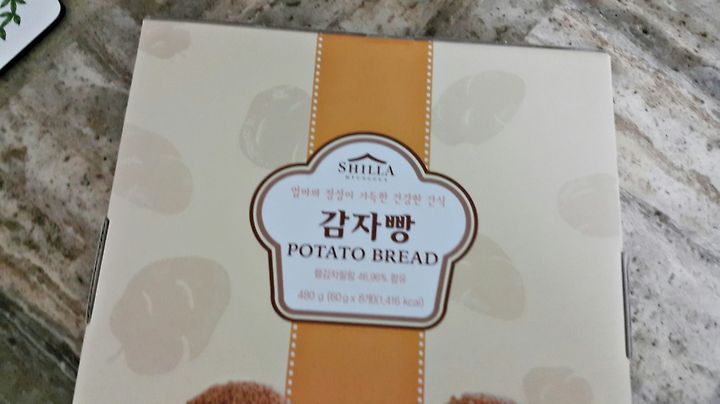 SHILLA
엄마의 정성이 가득한 건강한 간식
감자빵
POTATO BREAD
480 g (60 g x 8개)(1,416 kcal)